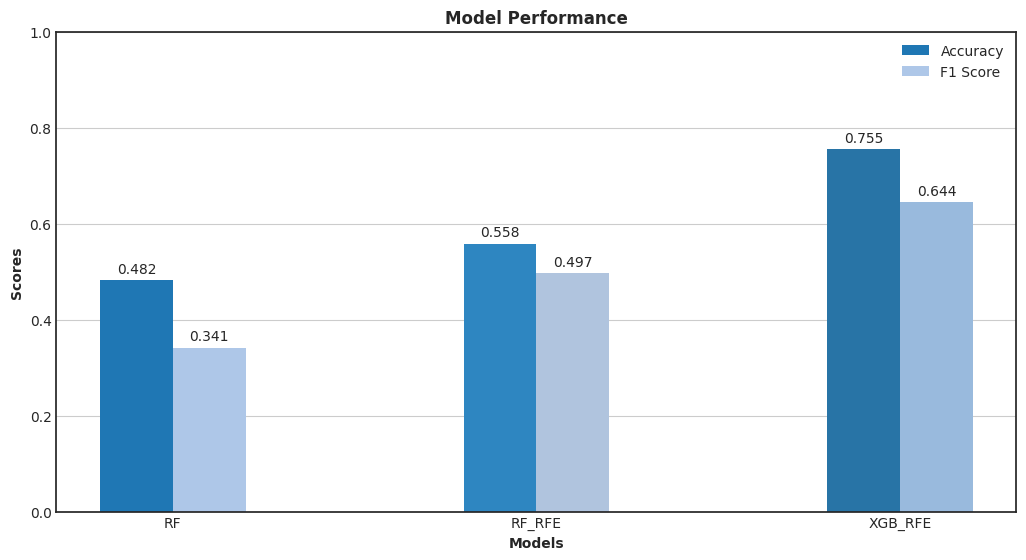 Model Performance
1.0
0.8
0.6
0.4
0.2
0.0
Scores
Accuracy
F1 Score
0.482
0.341
0.558
0.497
0.755
0.644
RF
RF_RFE
XGB_RFE
Models